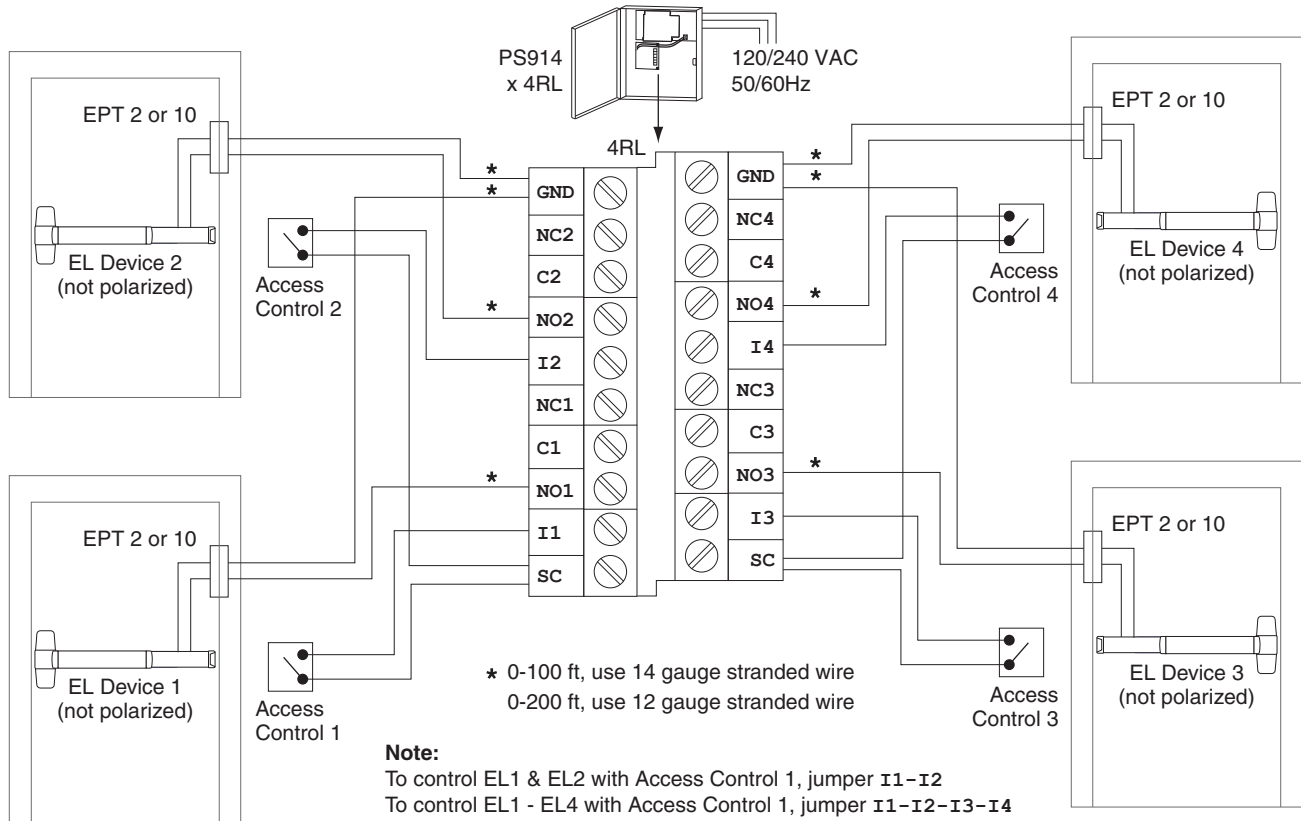 PS914
x 4RL
120/240 VAC
50/60Hz
EPT 2 or 10
EL Device 2
(not polarized)
Access
Control 2
EPT 2 or 10
EL Device 4
(not polarized)
Access
Control 4
4RL
*
*
GND
NC2
C2
*
NO2
I2
NC1
C1
*
NO1
I1
SC
*
*
GND
NC4
C4
*
NO4
I4
NC3
C3
*
NO3
I3
SC
EPT 2 or 10
EL Device 1
(not polarized)
Access
Control 1
EPT 2 or 10
EL Device 3
(not polarized)
Access
Control 3
* 0-100 ft, use 14 gauge stranded wire
0-200 ft, use 12 gauge stranded wire
Note:
To control EL1 & EL2 with Access Control 1, jumper I1-I2
To control EL1 - EL4 with Access Control 1, jumper I1-I2-I3-I4